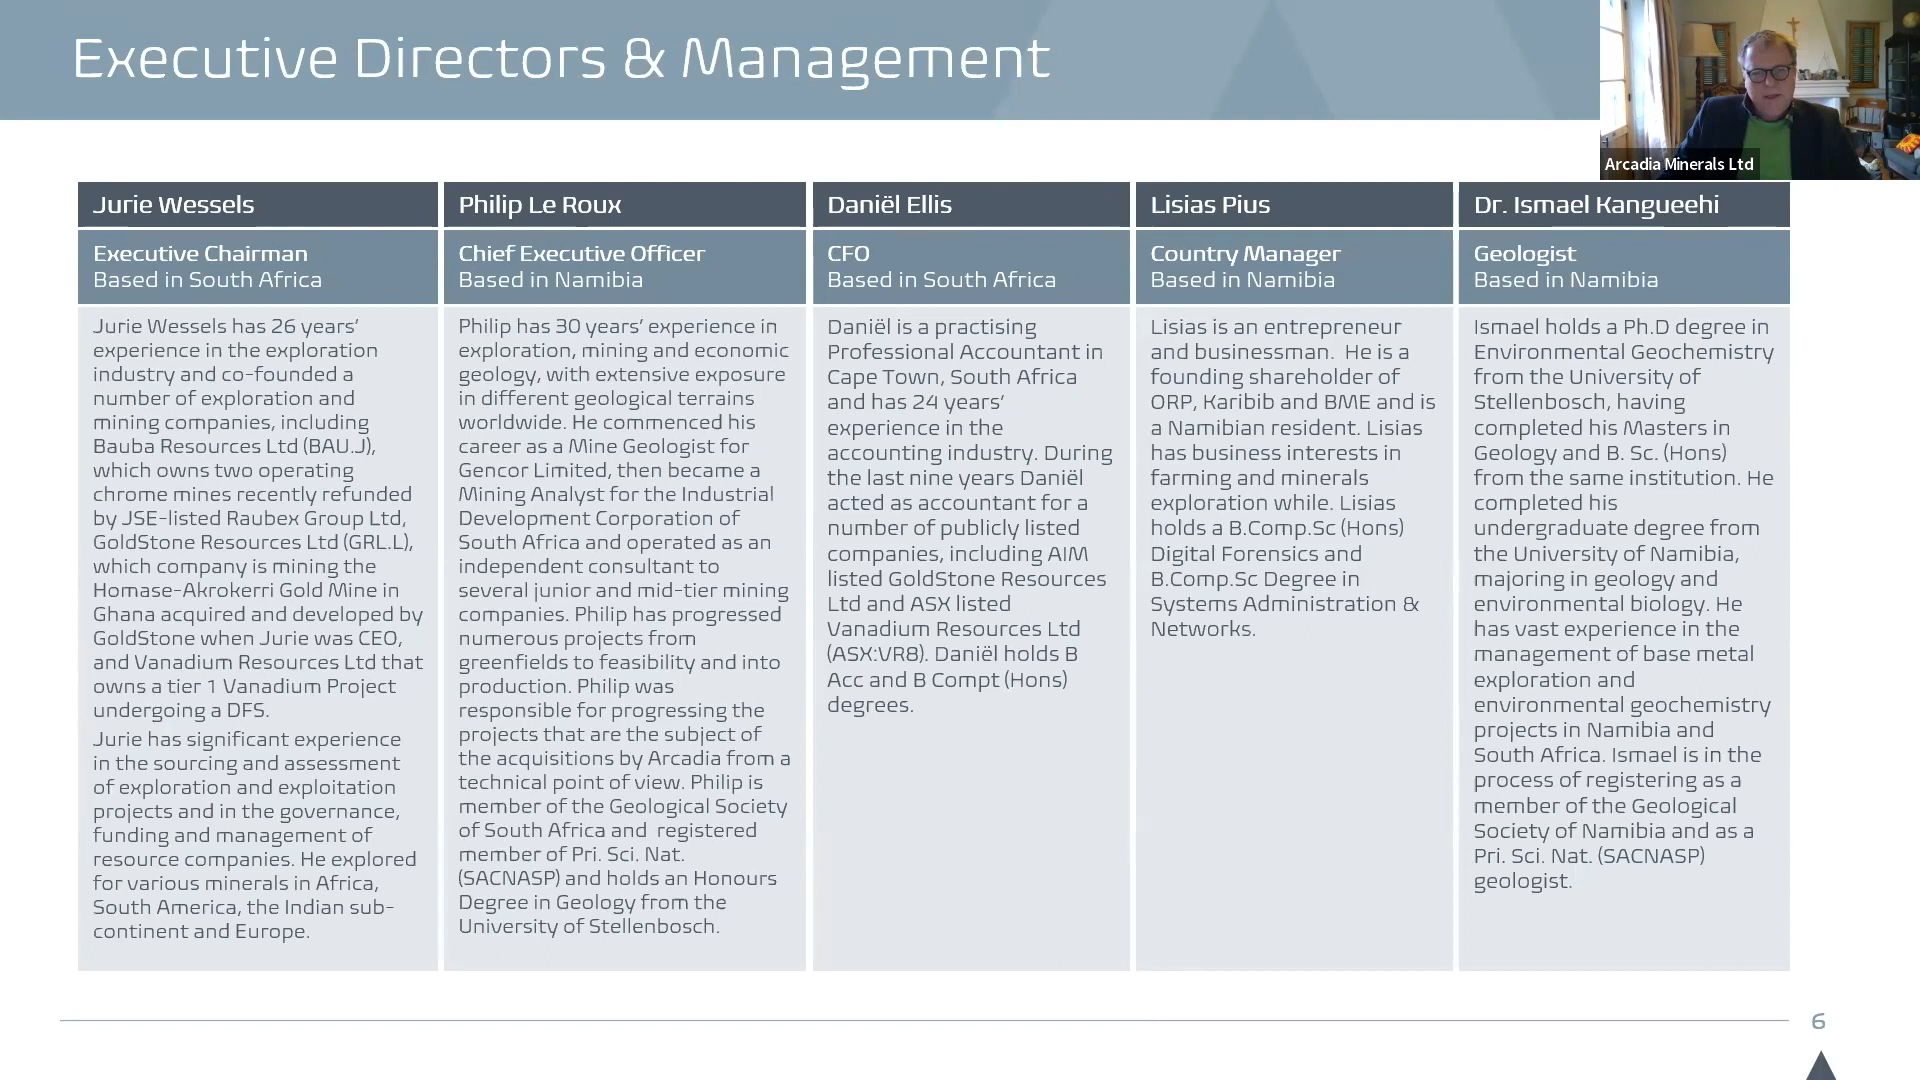 Executive Directors & Management
Arcadia Minerals Ltd
Jurie Wessels
Executive Chairman
Based in South Africa
Jurie Wessels has 26 years'
experience in the exploration
industry and co-founded a
number of exploration and
mining companies, including
Bauba Resources Ltd (BAU.J),
which owns two operating
chrome mines recently refunded
by JSE-listed Raubex Group Ltd,
GoldStone Resources Ltd (GRL.L),
which company is mining the
Homase-Akrokerri Gold Mine in
Ghana acquired and developed by
GoldStone when Jurie was CEO,
and Vanadium Resources Ltd that
owns a tier 1 Vanadium Project
undergoing a DFS.
Jurie has significant experience
in the sourcing and assessment
of exploration and exploitation
projects and in the governance,
funding and management of
resource companies. He explored
for various minerals in Africa,
South America, the Indian sub-
continent and Europe.
Philip Le Roux
Chief Executive Officer
Based in Namibia
Philip has 30 years' experience in
exploration, mining and economic
geology, with extensive exposure
in different geological terrains
worldwide. He commenced his
career as a Mine Geologist for
Gencor Limited, then became a
Mining Analyst for the Industrial
Development Corporation of
South Africa and operated as an
independent consultant to
several junior and mid-tier mining
companies. Philip has progressed
numerous projects from
greenfields to feasibility and into
production. Philip was
responsible for progressing the
projects that are the subject of
the acquisitions by Arcadia from a
technical point of view. Philip is
member of the Geological Society
of South Africa and registered
member of Pri. Sci. Nat.
(SACNASP) and holds an Honours
Degree in Geology from the
University of Stellenbosch.
Daniël Ellis
CFO
Based in South Africa
Daniël is a practising
Professional Accountant in
Cape Town, South Africa
and has 24 years'
experience in the
accounting industry. During
the last nine years Daniël
acted as accountant for a
number of publicly listed
companies, including AIM
listed GoldStone Resources
Ltd and ASX listed
Vanadium Resources Ltd
(ASX:VR8). Daniël holds B
Acc and B Compt (Hons)
degrees.
Lisias Pius
Country Manager
Based in Namibia
Lisias is an entrepreneur
and businessman. He is a
founding shareholder of
ORP, Karibib and BME and is
a Namibian resident. Lisias
has business interests in
farming and minerals
exploration while. Lisias
holds a B.Comp.Sc (Hons)
Digital Forensics and
B.Comp.Sc Degree in
Systems Administration &
Networks.
Dr. Ismael Kangueehi
Geologist
Based in Namibia
Ismael holds a Ph.D degree in
Environmental Geochemistry
from the University of
Stellenbosch, having
completed his Masters in
Geology and B. Sc. (Hons)
from the same institution. He
completed his
undergraduate degree from
the University of Namibia,
majoring in geology and
environmental biology. He
has vast experience in the
management of base metal
exploration and
environmental geochemistry
projects in Namibia and
South Africa. Ismael is in the
process of registering as a
member of the Geological
Society of Namibia and as a
Pri. Sci. Nat. (SACNASP)
geologist.
6